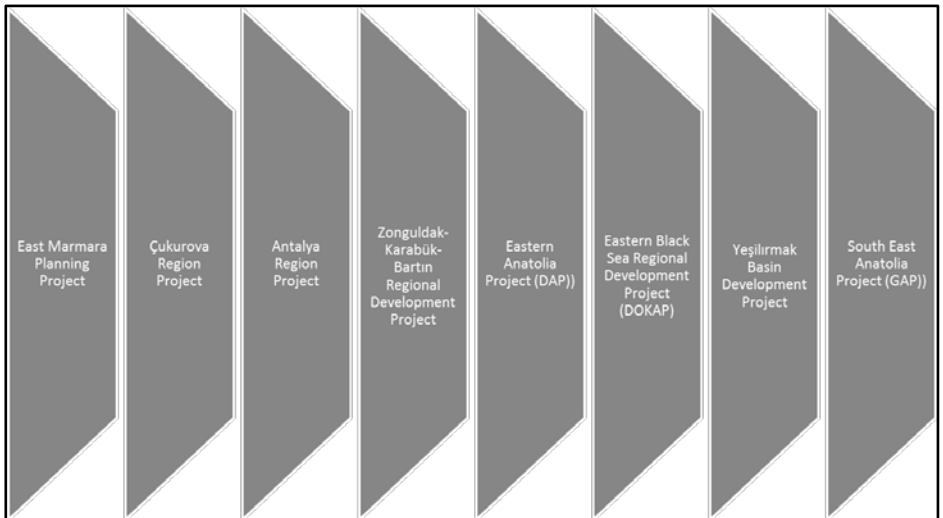 East Marmara
Planning
Project
Çukurova
Region
Project
Antalya
Region
Project
Zonguldak-
Karabük-
Bartın
Regional
Development
Project
Eastern
Anatolia
Project (DAP))
Eastern Black
Sea Regional
Development
Project
(DOKAP)
Yeşilırmak
Basin
Development
Project
South East
Anatolia
Project (GAP))